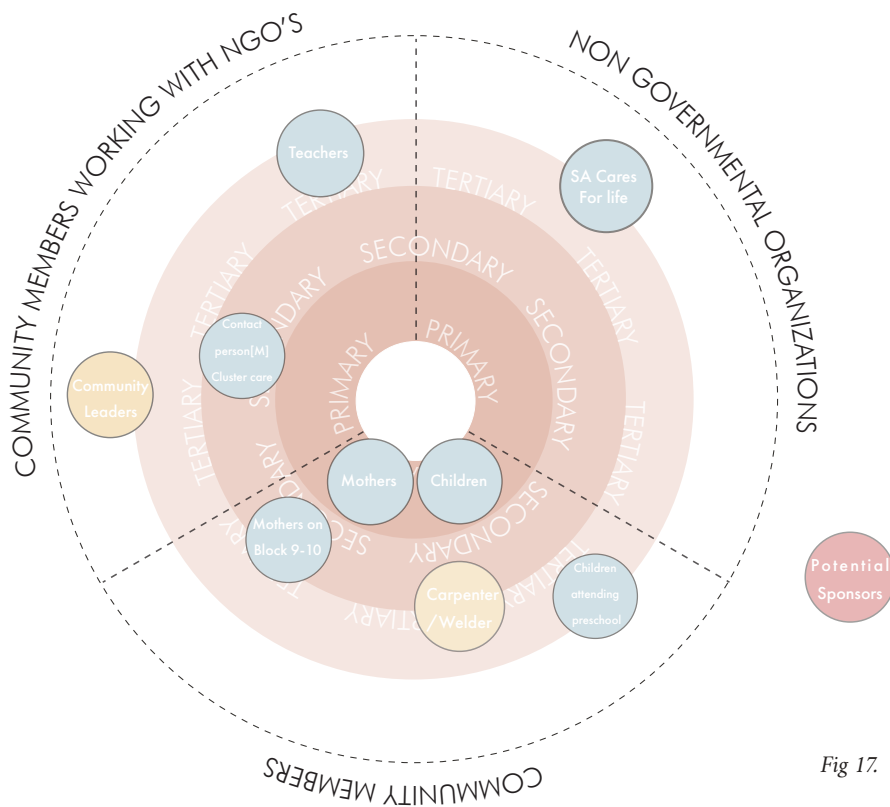 COMMUNITY MEMBERS WORKING WITH NGO'S
NON GOVERNMENTAL ORGANIZATIONS
Teachers
SA Cares
For life
TERTIARY
TERTIARY
TERTIARY
TERTIARY
TERTIARY
TERTIARY
SECONDARY
SECONDARY
SECONDARY
PRIMARY
PRIMARY
Contact
person[M]
Cluster care
Community
Leaders
Mothers
Children
SECONDARY
Mothers on
Block 9-10
TERTIARY
Carpenter
/Welder
TERTIARY
Children
attending
preschool
Potential
Sponsors
COMMUNITY MEMBERS
Fig 17.